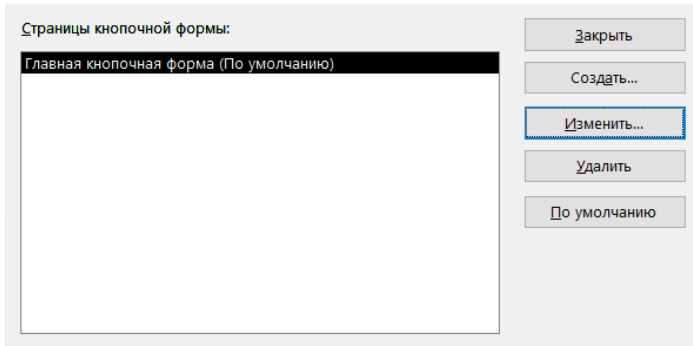 Страницы кнопочной формы:
Главная кнопочная форма (По умолчанию)
Закрыть
Создать...
Изменить...
Удалить
По умолчанию